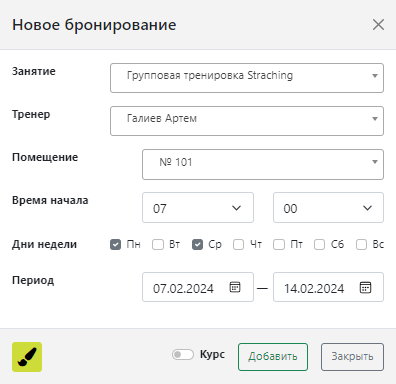 Новое бронирование
Занятие Групповая тренировка Straching
Тренер Галиев Артем
Помещение № 101
Время начала 07 00
Дни недели Пн Вт Ср Чт Пт Сб Вс
Период 07.02.2024 — 14.02.2024
Курс Добавить Закрыть